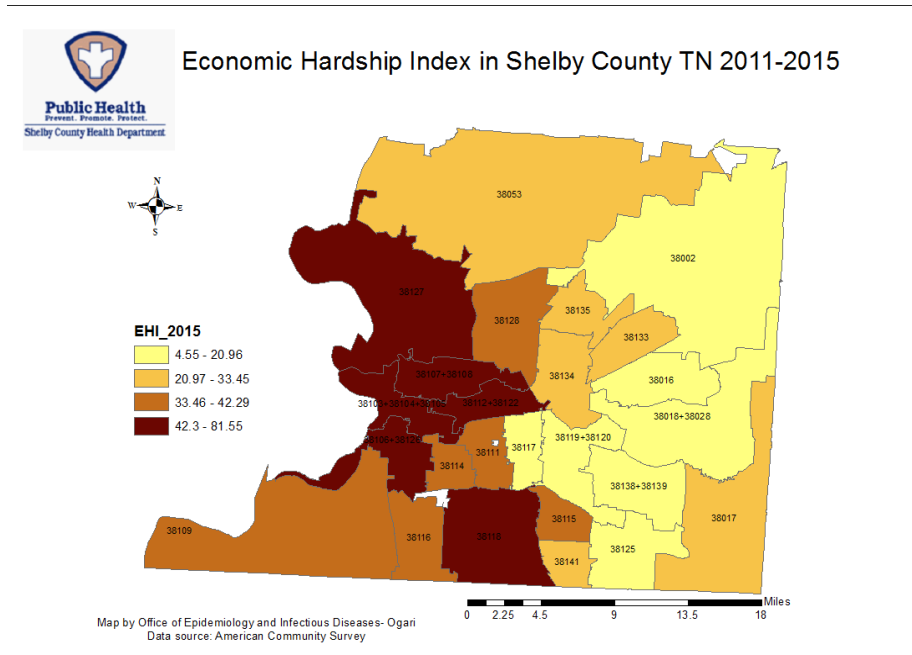 Economic Hardship Index in Shelby County TN 2011-2015
Public Health
Prevent. Promote. Protect.
Shelby County Health Department
N
W
E
S
38053
38002
38127
38128
38135
38133
38134
38016
38107+38108
38112+38122
38018+38028
38119+38120
38117
38111
38114
38138+38139
38017
38109
38116
38118
38115
38125
38141
EHI_2015
4.55 - 20.96
20.97 - 33.45
33.46 - 42.29
42.3 - 81.55
Miles
0 2.25 4.5 9 13.5 18
Map by Office of Epidemiology and Infectious Diseases- Ogari
Data source: American Community Survey